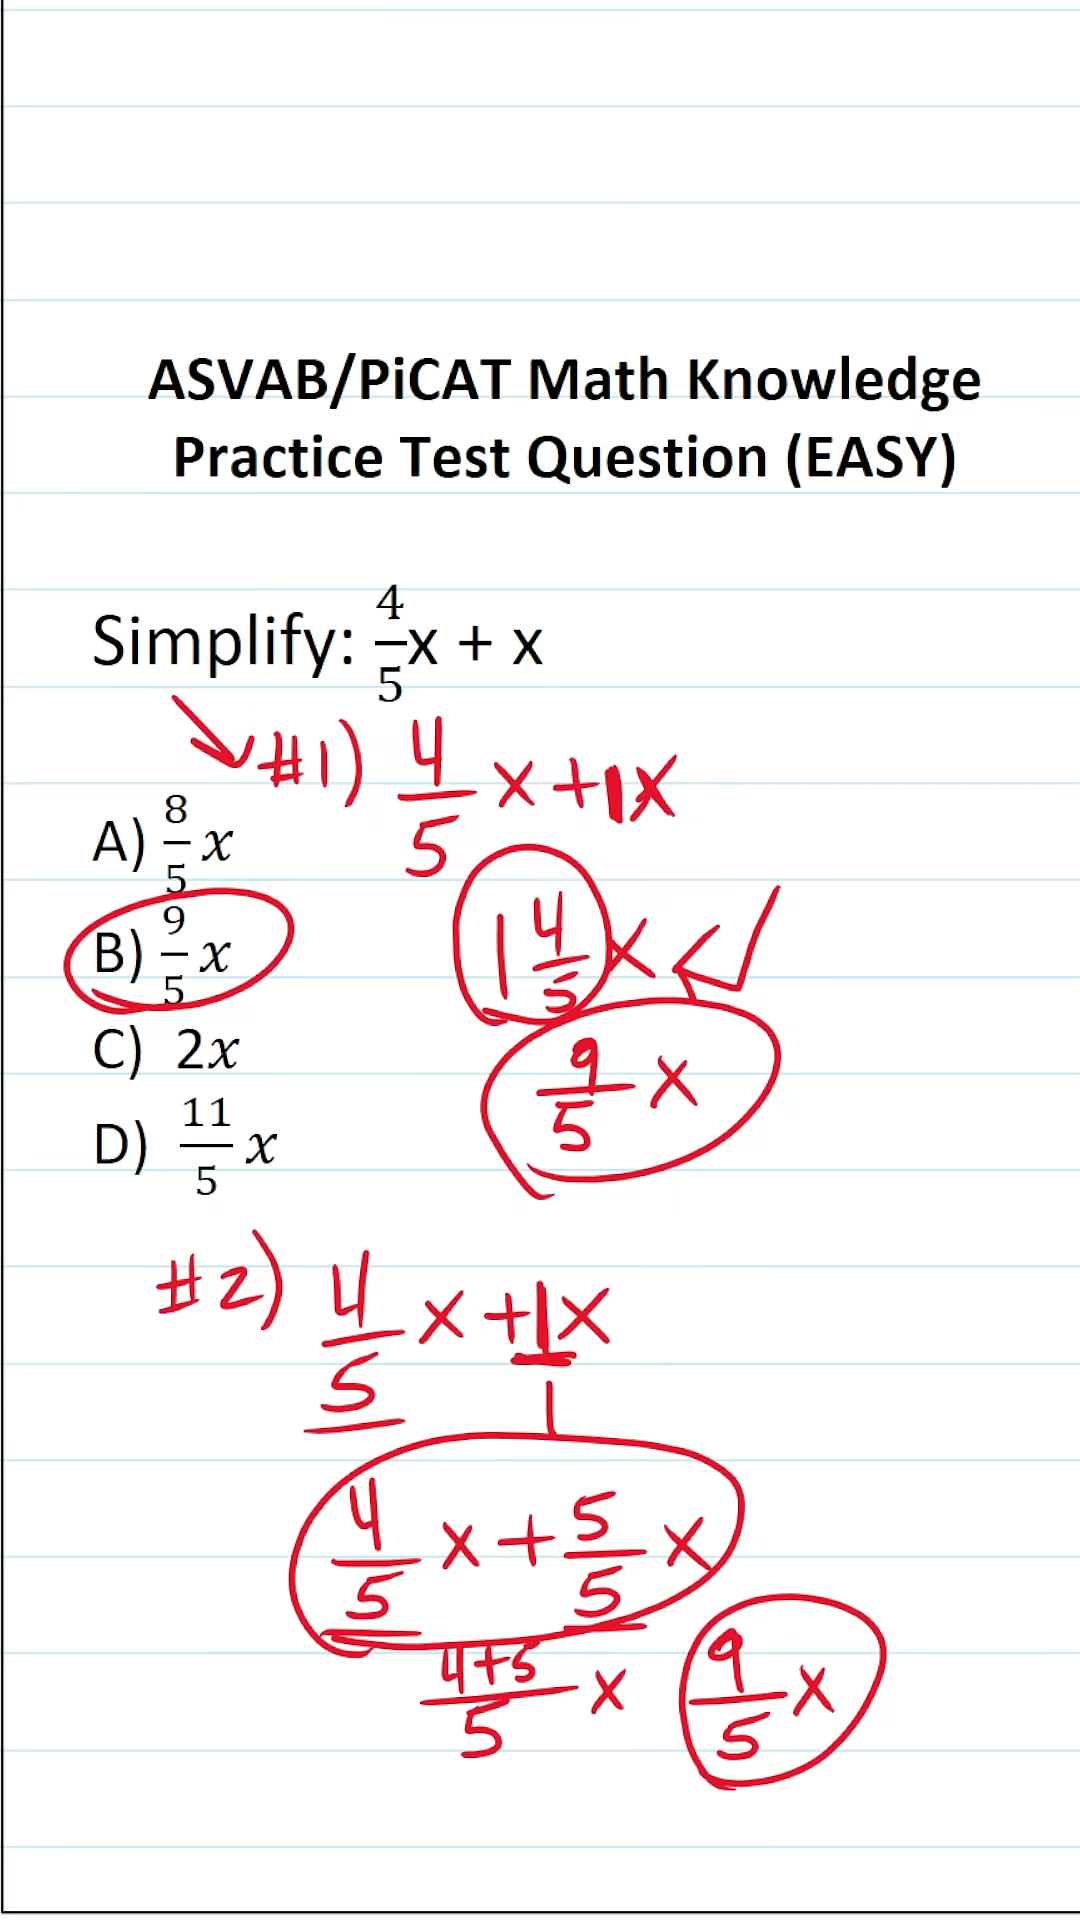 ASVAB/PiCAT Math Knowledge
Practice Test Question (EASY)
Simplify: 4/5x + x
#1) 4/5 x + 1x
A) 8/5 x
1 4/5 x
B) 9/5 x
9/5 x
C) 2x
D) 11/5 x
#2) 4/5 x + 1/1 x
4/5 x + 5/5 x
4+5/5 x 9/5 x